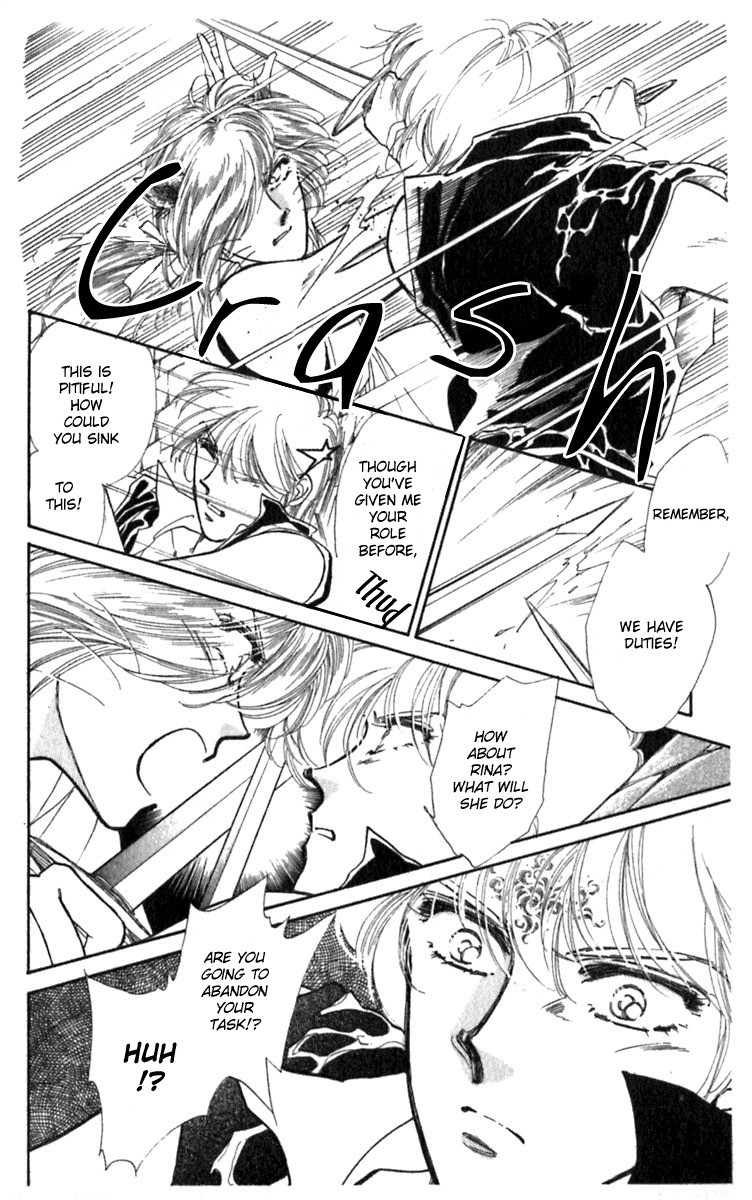 Crash
REMEMBER,
WE HAVE
DUTIES!
THOUGH
YOU'VE
GIVEN ME
YOUR
ROLE
BEFORE,
Thud
THIS IS
PITIFUL!
HOW
COULD
YOU SINK
TO
THIS!
HOW
ABOUT
RINA?
WHAT WILL
SHE DO?
ARE YOU
GOING TO
ABANDON
YOUR
TASK!?
HUH
!?